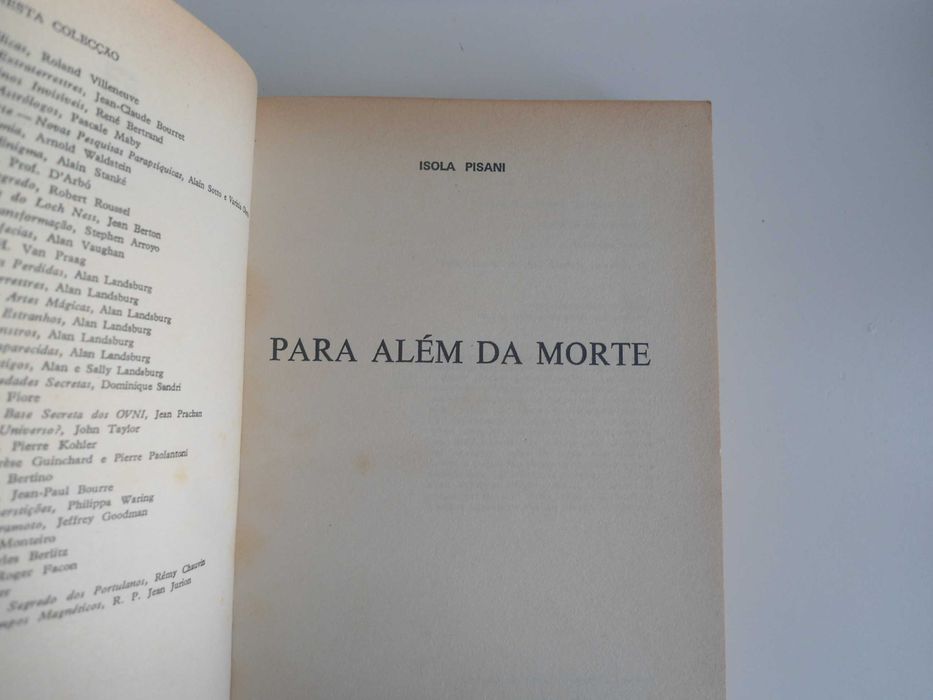 NESTA COLECÇÃO
Roland Villeneuve
Extraterrestres, Jean-Claude Bourret
Invisíveis, René Bertrand
Astrólogos, Pascale Maby
— Novas Pesquisas Parapsíquicas, Alain Sotto e
Arnold Waldstein
Enigma, Alain Stanké
Prof. D'Arbó
Robert Roussel
do Loch Ness, Jean Berton
Stephen Arroyo
Alan Vaughan
Van Praag
Perdidas, Alan Landsburg
Alan Landsburg
Artes Mágicas, Alan Landsburg
Estranhos, Alan Landsburg
Alan Landsburg
Alan Landsburg
Alan e Sally Landsburg
Secretas, Dominique Sandri
Fiore
Base Secreta dos OVNI, Jean Prachan
Universo?, John Taylor
Pierre Kohler
Guinchard e Pierre Paolantoni
Bertino
Jean-Paul Bourre
Philippa Waring
Jeffrey Goodman
Monteiro
Berlitz
Roger Facon
Segredo dos Portulanos, Rémy Chauvin
Magnéticos, R. P. Jean Jurion
ISOLA PISANI
PARA ALÉM DA MORTE